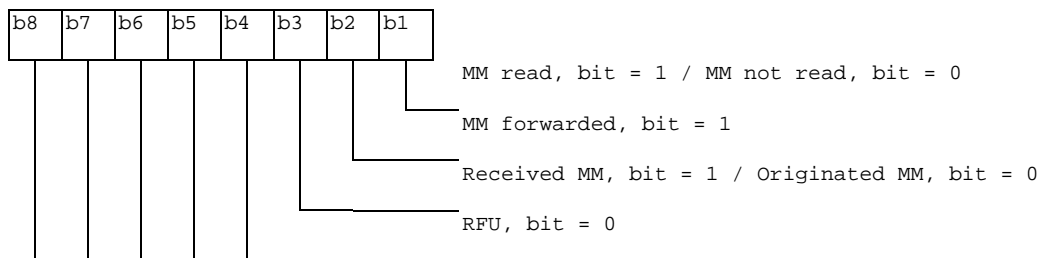 b8 b7 b6 b5 b4 b3 b2 b1
MM read, bit = 1 / MM not read, bit = 0
MM forwarded, bit = 1
Received MM, bit = 1 / Originated MM, bit = 0
RFU, bit = 0